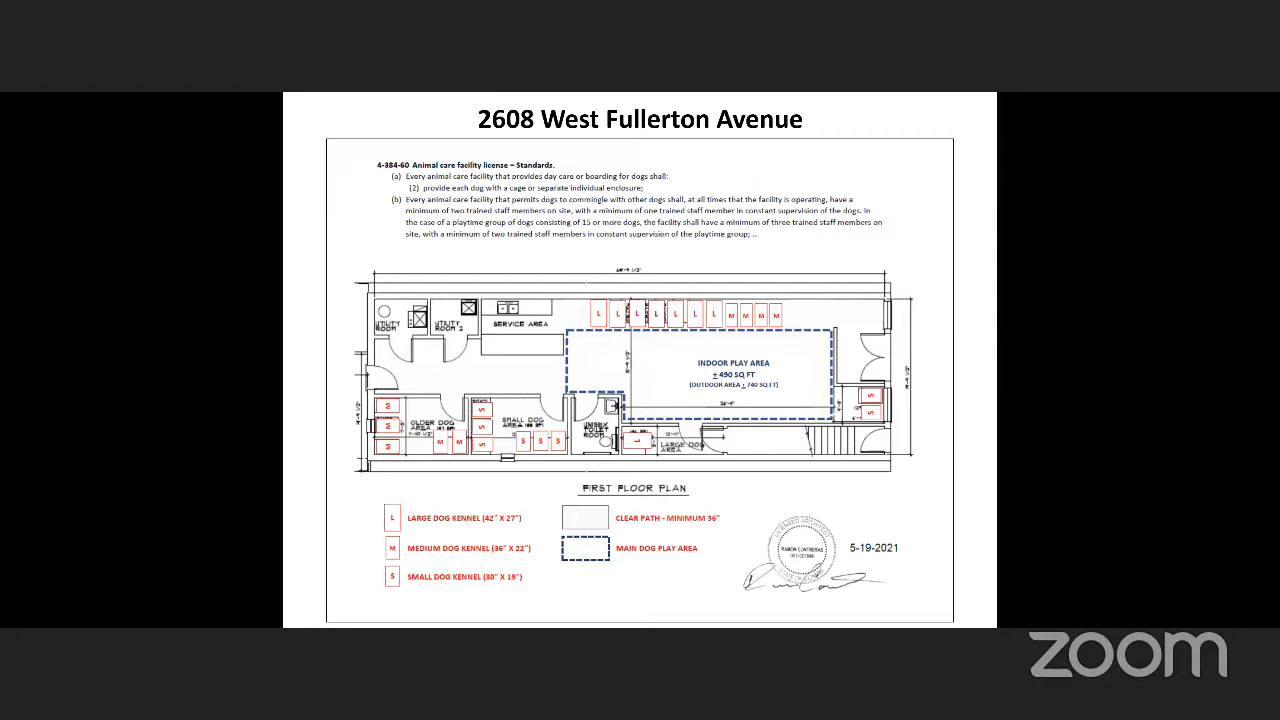 2608 West Fullerton Avenue
4-384-60 Animal care facility license – Standards.
(a) Every animal care facility that provides day care or boarding for dogs shall:
(2) provide each dog with a cage or separate individual enclosure;
(b) Every animal care facility that permits dogs to commingle with other dogs shall, at all times that the facility is operating, have a
minimum of two trained staff members on site, with a minimum of one trained staff member in constant supervision of the dogs. In
the case of a playtime group of dogs consisting of 15 or more dogs, the facility shall have a minimum of three trained staff members on
site, with a minimum of two trained staff members in constant supervision of the playtime group; ..
L L L L L L L M M M M
UTILITY
ROOM
UTILITY
ROOM 2
SERVICE AREA
INDOOR PLAY AREA
± 490 SQ FT
(OUTDOOR AREA ± 740 SQ FT)
S
S
M
M
M
OLDER DOG
AREA
M M
S
S
S
SMALL DOG
AREA
S S S
UNISEX
TOILET
ROOM
L
LARGE DOG
AREA
FIRST FLOOR PLAN
L LARGE DOG KENNEL (42" X 27")
M MEDIUM DOG KENNEL (36" X 22")
S SMALL DOG KENNEL (30" X 19")
CLEAR PATH - MINIMUM 36"
MAIN DOG PLAY AREA
LICENSED ARCHITECT
RAMON CONTRERAS
5-19-2021
zoom